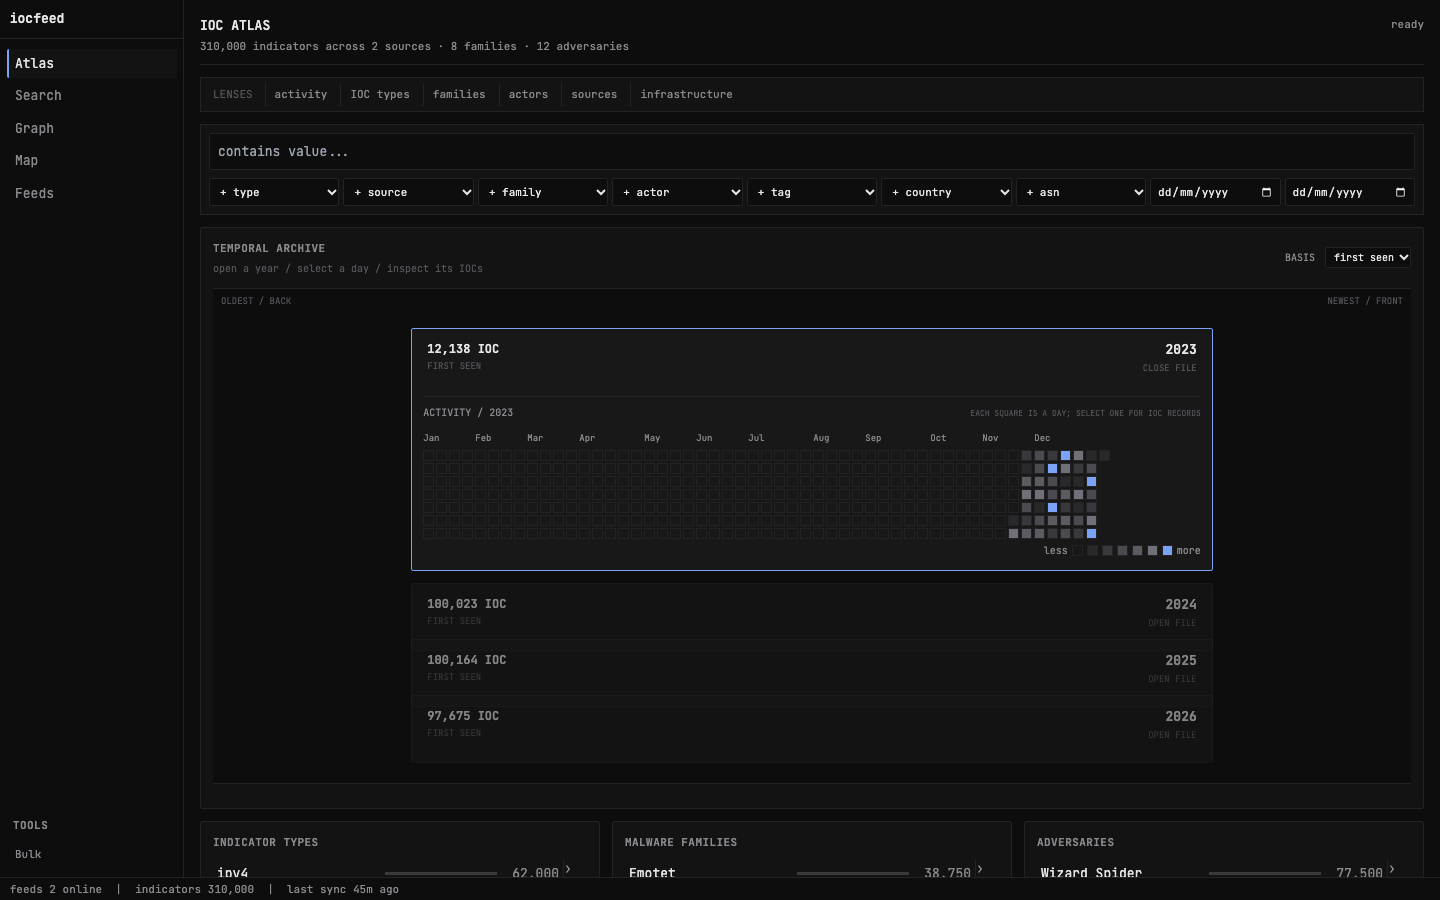 iocfeed
Atlas
Search
Graph
Map
Feeds
TOOLS
Bulk
IOC ATLAS
ready
310,000 indicators across 2 sources · 8 families · 12 adversaries
LENSES activity IOC types families actors sources infrastructure
contains value...
+ type + source + family + actor + tag + country + asn dd/mm/yyyy dd/mm/yyyy
TEMPORAL ARCHIVE
open a year / select a day / inspect its IOCs
BASIS first seen
OLDEST / BACK NEWEST / FRONT
12,138 IOC 2023
FIRST SEEN CLOSE FILE
ACTIVITY / 2023 EACH SQUARE IS A DAY; SELECT ONE FOR IOC RECORDS
Jan Feb Mar Apr May Jun Jul Aug Sep Oct Nov Dec
less more
100,023 IOC 2024
FIRST SEEN OPEN FILE
100,164 IOC 2025
FIRST SEEN OPEN FILE
97,675 IOC 2026
FIRST SEEN OPEN FILE
INDICATOR TYPES MALWARE FAMILIES ADVERSARIES
ipv4 62,000 › Emotet 38,750 › Wizard Spider 77,500 ›
feeds 2 online | indicators 310,000 | last sync 45m ago